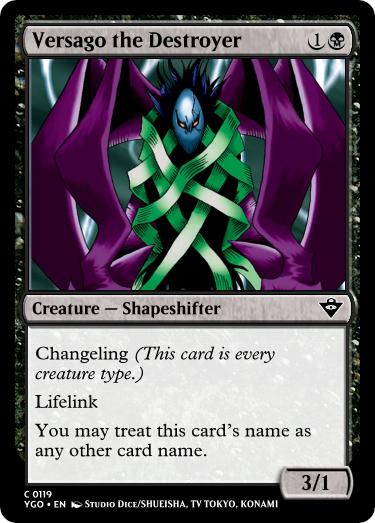 Versago the Destroyer 1
Creature — Shapeshifter
Changeling (This card is every
creature type.)
Lifelink
You may treat this card's name as
any other card name.
3/1
C 0119
YGO • EN Studio Dice/SHUEISHA, TV TOKYO, KONAMI